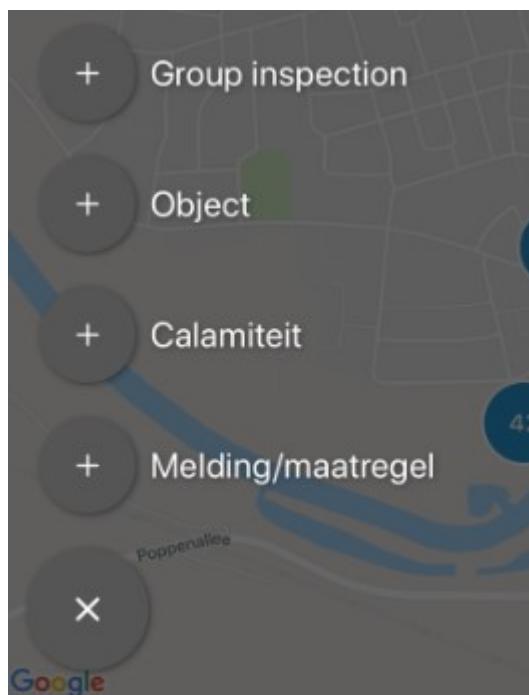 + Group inspection
+ Object
+ Calamiteit
+ Melding/maatregel
Poppenallee
×
Google